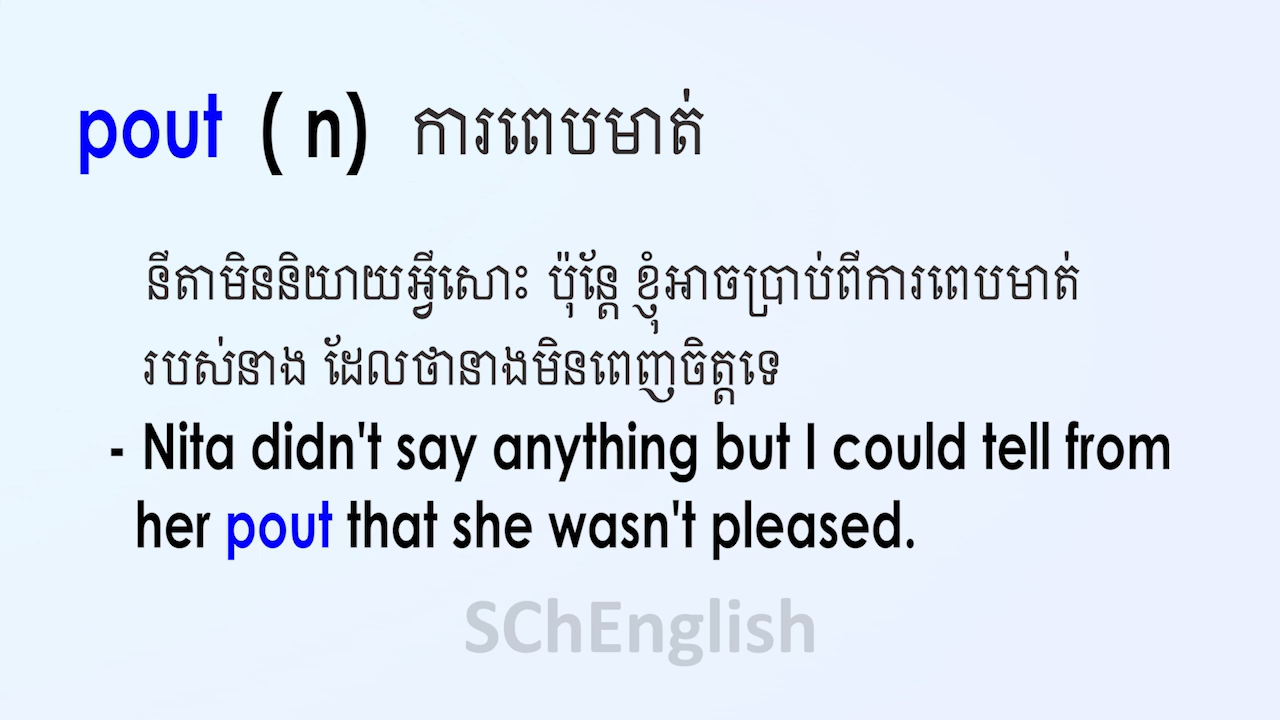 pout ( n) ការពេបមាត់
នីតាមិននិយាយអ្វីសោះ ប៉ុន្តែ ខ្ញុំអាចប្រាប់ពីការពេបមាត់
របស់នាង ដែលថានាងមិនពេញចិត្តទេ
- Nita didn't say anything but I could tell from
her pout that she wasn't pleased.
SChEnglish